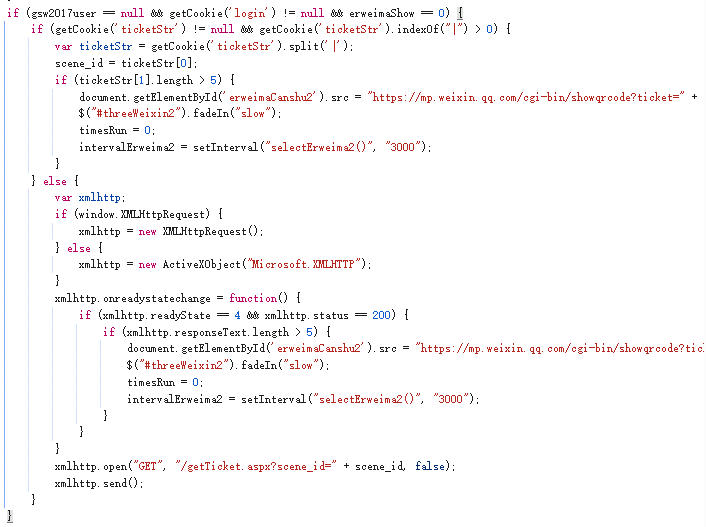 if (gsw2017user == null && getCookie('login') != null && erweimaShow == 0) {
if (getCookie('ticketStr') != null && getCookie('ticketStr').indexOf("|") > 0) {
var ticketStr = getCookie('ticketStr').split('|');
scene_id = ticketStr[0];
if (ticketStr[1].length > 5) {
document.getElementById('erweimaCanshu2').src = "https://mp.weixin.qq.com/cgi-bin/showqrcode?ticket=" +
$("#threeWeixin2").fadeIn("slow");
timesRun = 0;
intervalErweima2 = setInterval("selectErweima2()", "3000");
}
} else {
var xmlhttp;
if (window.XMLHttpRequest) {
xmlhttp = new XMLHttpRequest();
} else {
xmlhttp = new ActiveXObject("Microsoft.XMLHTTP");
}
xmlhttp.onreadystatechange = function() {
if (xmlhttp.readyState == 4 && xmlhttp.status == 200) {
if (xmlhttp.responseText.length > 5) {
document.getElementById('erweimaCanshu2').src = "https://mp.weixin.qq.com/cgi-bin/showqrcode?tic
$("#threeWeixin2").fadeIn("slow");
timesRun = 0;
intervalErweima2 = setInterval("selectErweima2()", "3000");
}
}
}
xmlhttp.open("GET", "/getTicket.aspx?scene_id=" + scene_id, false);
xmlhttp.send();
}
}